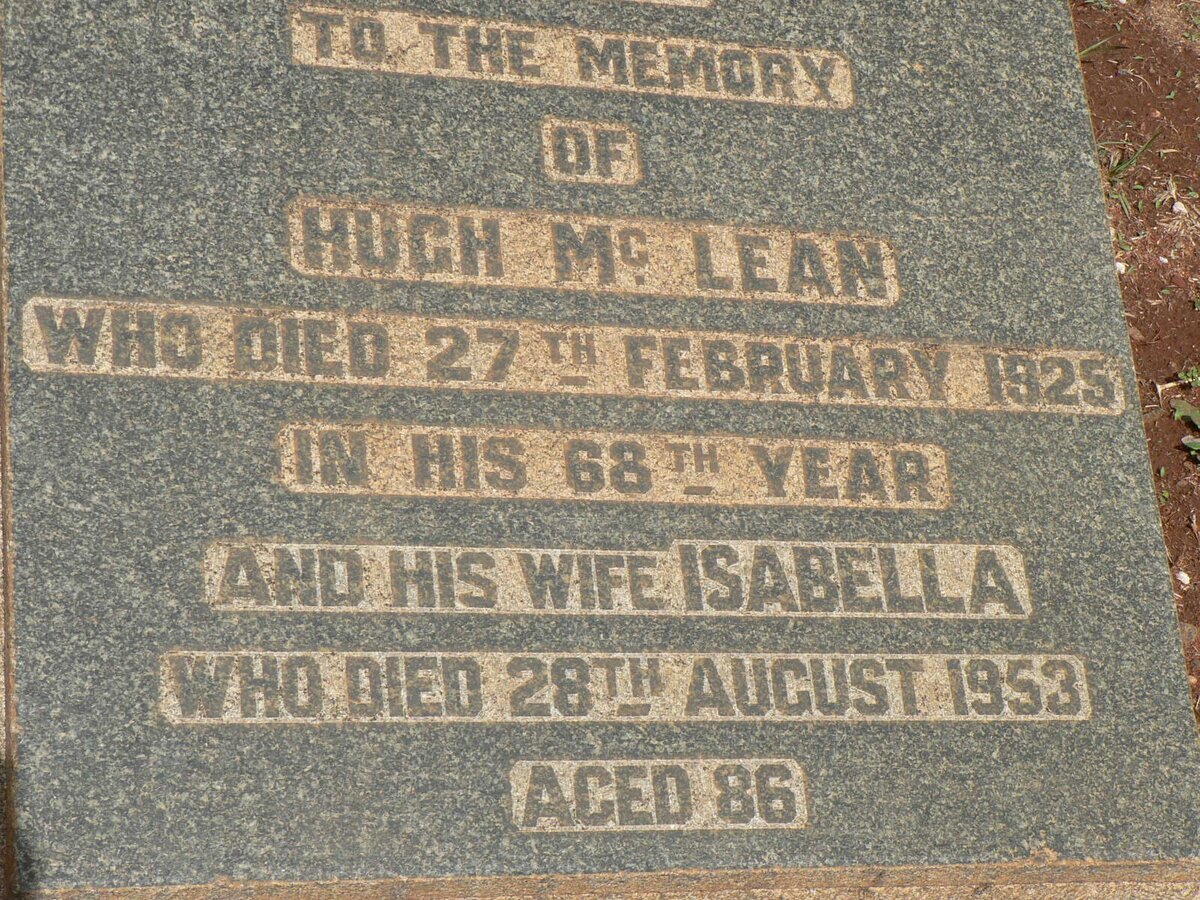 TO THE MEMORY
OF
HUGH Mc LEAN
WHO DIED 27TH FEBRUARY 1925
IN HIS 68TH YEAR
AND HIS WIFE ISABELLA
WHO DIED 28TH AUGUST 1953
AGED 86